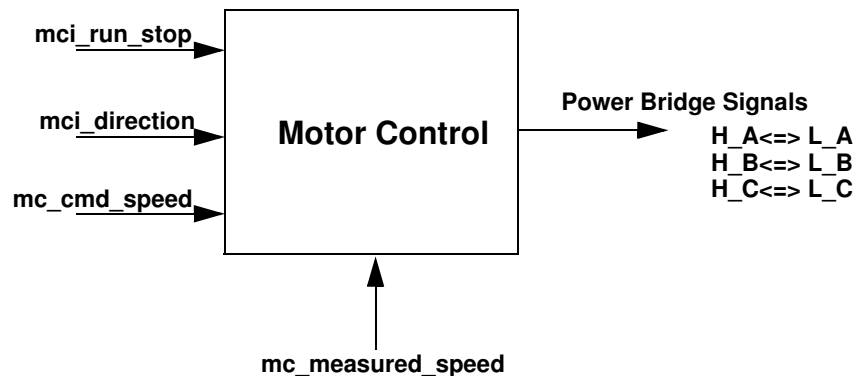 mci_run_stop
mci_direction
mc_cmd_speed
Motor Control
Power Bridge Signals
H_A<=> L_A
H_B<=> L_B
H_C<=> L_C
mc_measured_speed